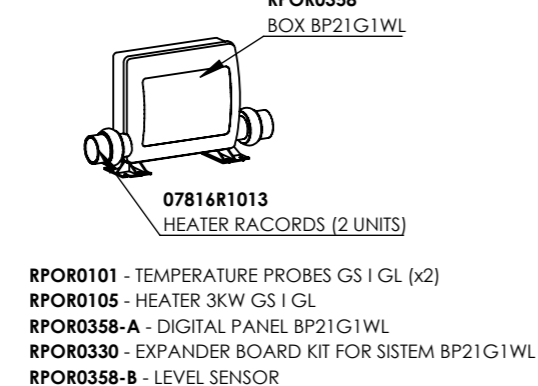 RPOR0358
BOX BP21G1WL
07816R1013
HEATER RACORDS (2 UNITS)
RPOR0101 - TEMPERATURE PROBES GS I GL (x2)
RPOR0105 - HEATER 3KW GS I GL
RPOR0358-A - DIGITAL PANEL BP21G1WL
RPOR0330 - EXPANDER BOARD KIT FOR SISTEM BP21G1WL
RPOR0358-B - LEVEL SENSOR